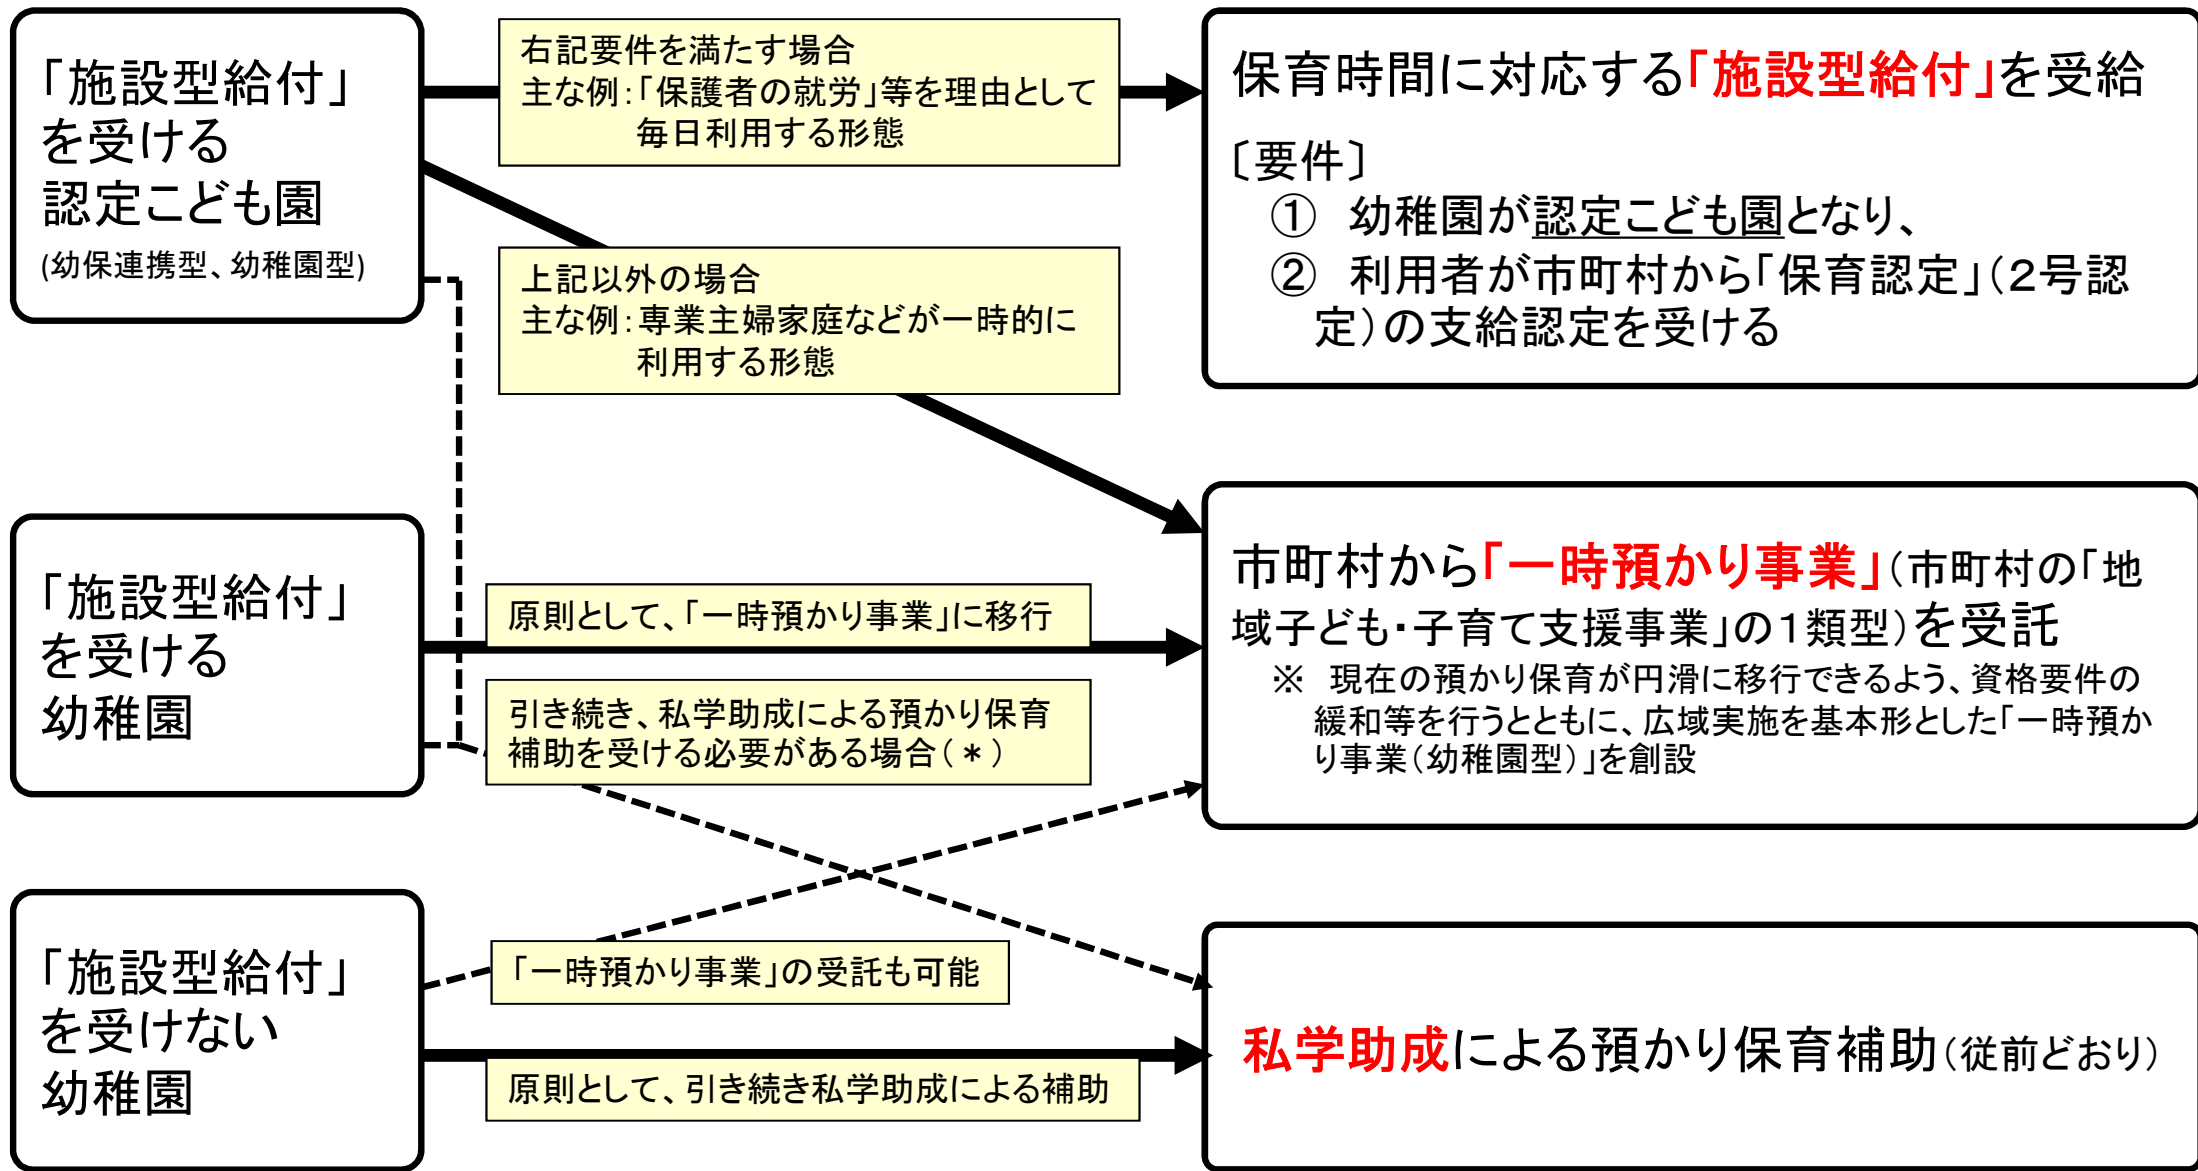 「施設型給付」
を受ける
認定こども園
(幼保連携型、幼稚園型)
右記要件を満たす場合
主な例：「保護者の就労」等を理由として
毎日利用する形態
上記以外の場合
主な例：専業主婦家庭などが一時的に
利用する形態
保育時間に対応する「施設型給付」を受給
〔要件〕
①　幼稚園が認定こども園となり、
②　利用者が市町村から「保育認定」（２号認
定）の支給認定を受ける
「施設型給付」
を受ける
幼稚園
原則として、「一時預かり事業」に移行
引き続き、私学助成による預かり保育
補助を受ける必要がある場合（＊）
市町村から「一時預かり事業」（市町村の「地
域子ども・子育て支援事業」の１類型）を受託
※　現在の預かり保育が円滑に移行できるよう、資格要件の
緩和等を行うとともに、広域実施を基本形とした「一時預か
り事業（幼稚園型）」を創設
「施設型給付」
を受けない
幼稚園
「一時預かり事業」の受託も可能
原則として、引き続き私学助成による補助
私学助成による預かり保育補助（従前どおり）